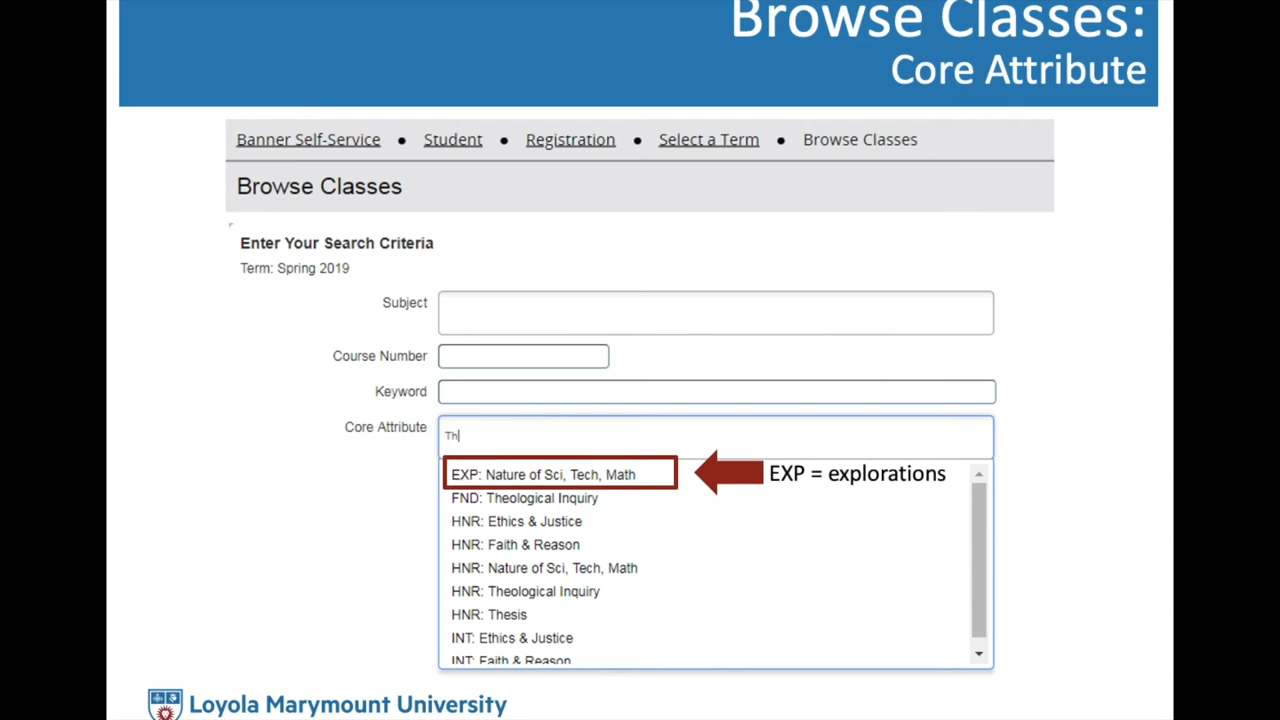 Browse Classes:
Core Attribute
Banner Self-Service • Student • Registration • Select a Term • Browse Classes
Browse Classes
Enter Your Search Criteria
Term: Spring 2019
Subject
Course Number
Keyword
Core Attribute
Th
EXP: Nature of Sci, Tech, Math
EXP = explorations
FND: Theological Inquiry
HNR: Ethics & Justice
HNR: Faith & Reason
HNR: Nature of Sci, Tech, Math
HNR: Theological Inquiry
HNR: Thesis
INT: Ethics & Justice
INT: Faith & Reason
Loyola Marymount University